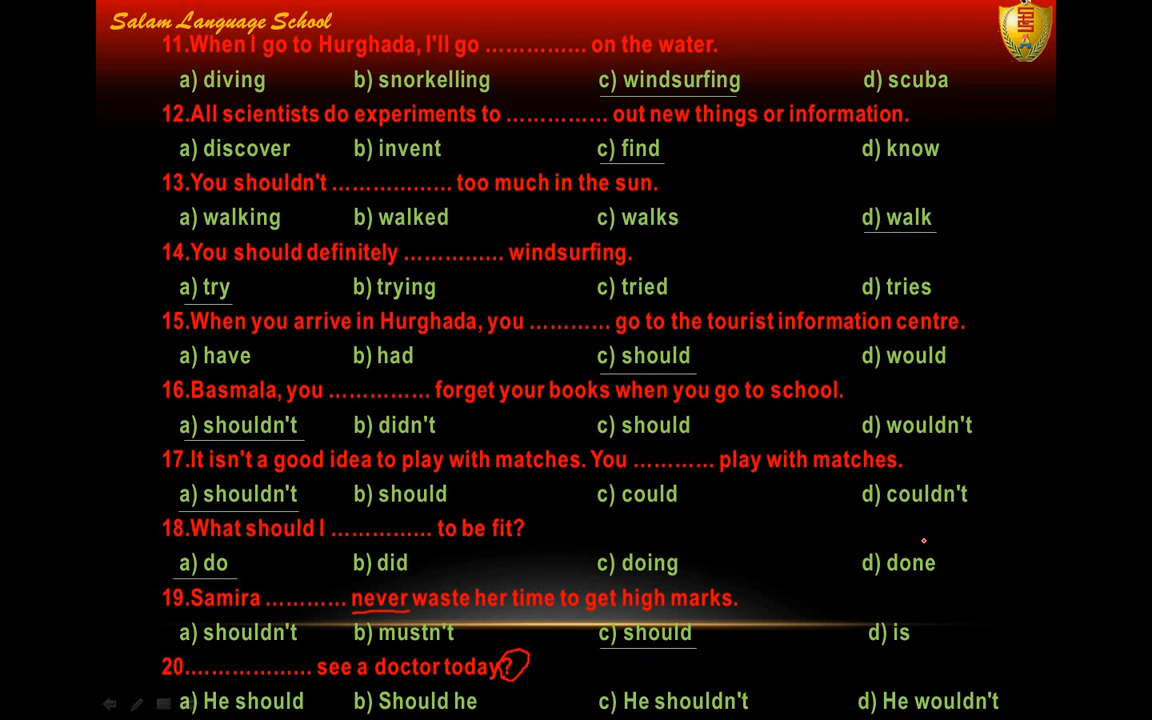 Salam Language School
11.When I go to Hurghada, I'll go …………… on the water.
a) diving b) snorkelling c) windsurfing d) scuba
12.All scientists do experiments to …………… out new things or information.
a) discover b) invent c) find d) know
13.You shouldn't ……………… too much in the sun.
a) walking b) walked c) walks d) walk
14.You should definitely …………… windsurfing.
a) try b) trying c) tried d) tries
15.When you arrive in Hurghada, you ………… go to the tourist information centre.
a) have b) had c) should d) would
16.Basmala, you …………… forget your books when you go to school.
a) shouldn't b) didn't c) should d) wouldn't
17.It isn't a good idea to play with matches. You ………… play with matches.
a) shouldn't b) should c) could d) couldn't
18.What should I …………… to be fit?
a) do b) did c) doing d) done
19.Samira ………… never waste her time to get high marks.
a) shouldn't b) mustn't c) should d) is
20.……………… see a doctor today?
a) He should b) Should he c) He shouldn't d) He wouldn't